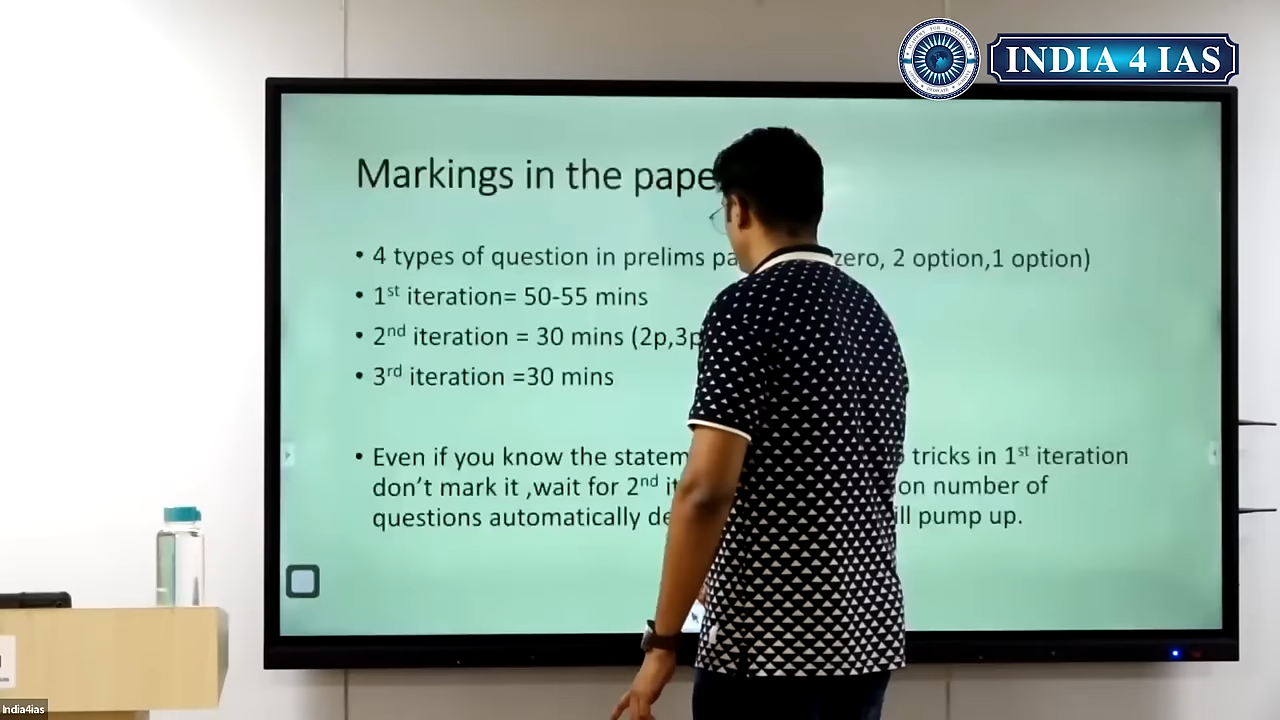 INDIA 4 IAS
Markings in the pape
• 4 types of question in prelims pa zero, 2 option,1 option)
• 1st iteration= 50-55 mins
• 2nd iteration = 30 mins (2p,3p
• 3rd iteration =30 mins
• Even if you know the statem tricks in 1st iteration
don't mark it ,wait for 2nd it on number of
questions automatically de ill pump up.
India4ias